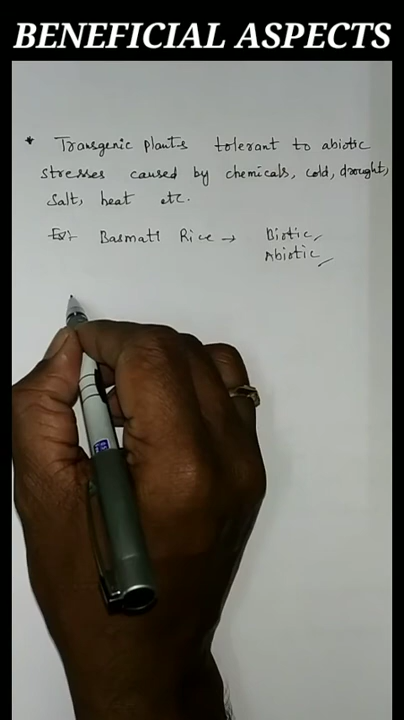 BENEFICIAL ASPECTS
* Transgenic plants tolerant to abiotic
stresses caused by chemicals, cold, drought,
salt, heat etc.
Ex:- Basmati Rice → Biotic
Abiotic